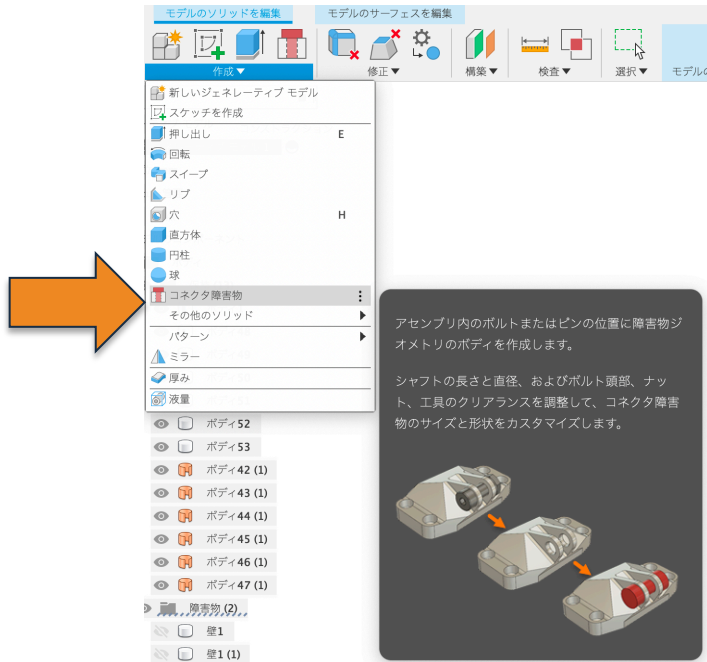 モデルのソリッドを編集
モデルのサーフェスを編集
作成▼
修正▼
構築▼
検査▼
選択▼
モデルの
新しいジェネレーティブ モデル
スケッチを作成
押し出し E
回転
スイープ
リブ
穴 H
直方体
円柱
球
コネクタ障害物
その他のソリッド
パターン
ミラー
厚み
液量
アセンブリ内のボルトまたはピンの位置に障害物ジ
オメトリのボディを作成します。
シャフトの長さと直径、およびボルト頭部、ナッ
ト、工具のクリアランスを調整して、コネクタ障害
物のサイズと形状をカスタマイズします。
ボディ52
ボディ53
ボディ42 (1)
ボディ43 (1)
ボディ44 (1)
ボディ45 (1)
ボディ46 (1)
ボディ47 (1)
障害物 (2)
壁1
壁1 (1)